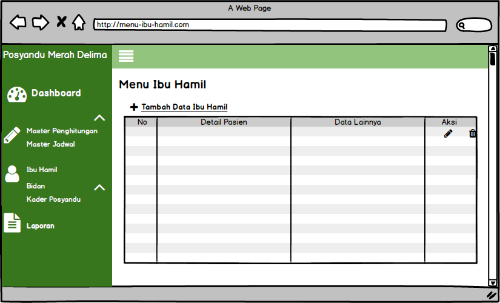 A Web Page
http://menu-ibu-hamil.com
Posyandu Merah Delima
Menu Ibu Hamil
Dashboard
Tambah Data Ibu Hamil
No Detail Pasien Data Lainnya Aksi
Master Penghitungan
Master Jadwal
Ibu Hamil
Bidan
Kader Posyandu
Laporan